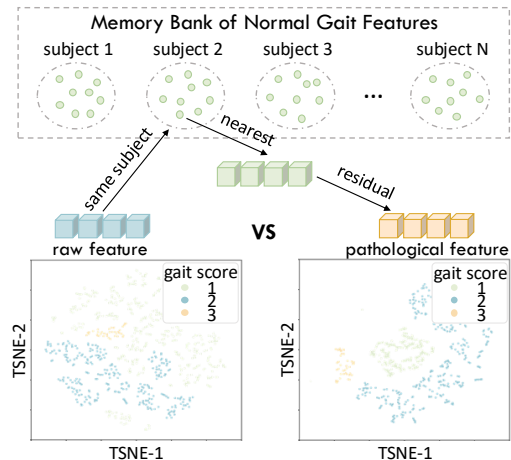 Memory Bank of Normal Gait Features
subject 1
subject 2
subject 3
subject N
...
same subject
nearest
residual
raw feature
VS
pathological feature
gait score
1
2
3
TSNE-2
TSNE-1
gait score
1
2
3
TSNE-2
TSNE-1